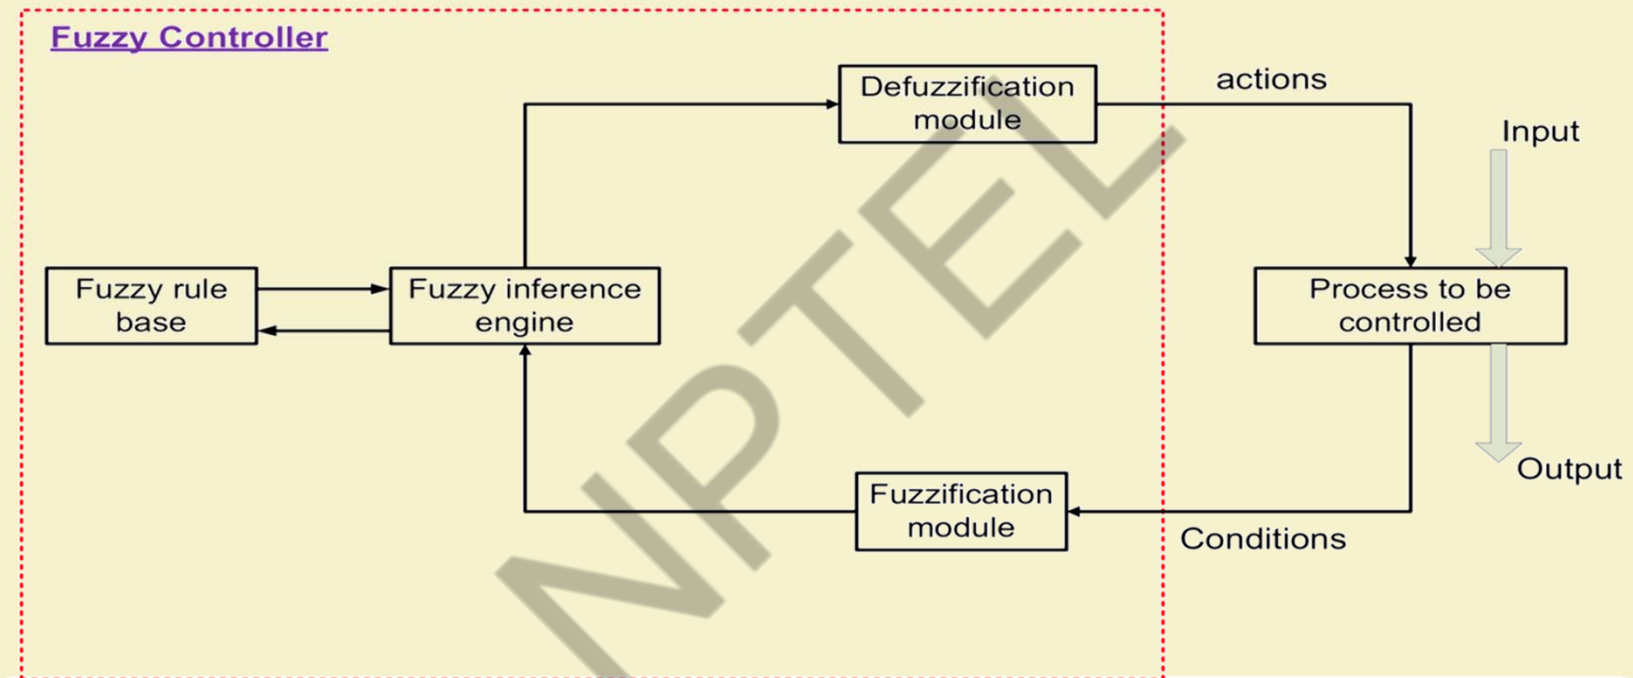 Fuzzy Controller
Defuzzification
module
actions
Input
Fuzzy rule
base
Fuzzy inference
engine
Process to be
controlled
Output
Fuzzification
module
Conditions
NPTEL